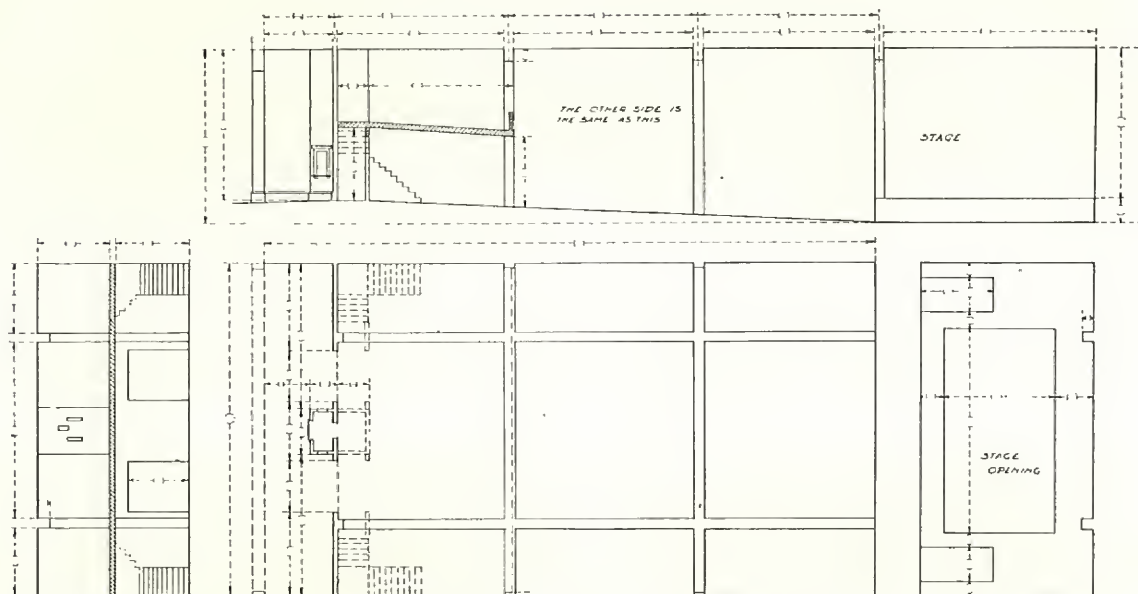 THE OTHER SIDE IS
THE SAME AS THIS
STAGE
STAGE
OPENING